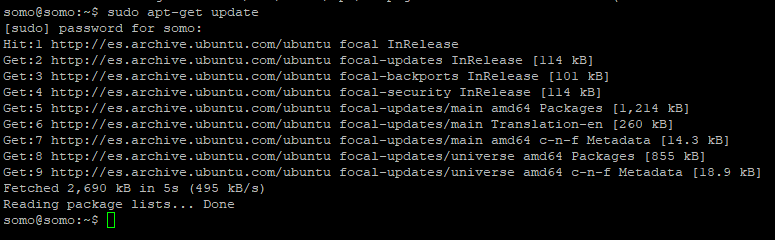 somo@somo:~$ sudo apt-get update
[sudo] password for somo:
Hit:1 http://es.archive.ubuntu.com/ubuntu focal InRelease
Get:2 http://es.archive.ubuntu.com/ubuntu focal-updates InRelease [114 kB]
Get:3 http://es.archive.ubuntu.com/ubuntu focal-backports InRelease [101 kB]
Get:4 http://es.archive.ubuntu.com/ubuntu focal-security InRelease [114 kB]
Get:5 http://es.archive.ubuntu.com/ubuntu focal-updates/main amd64 Packages [1,214 kB]
Get:6 http://es.archive.ubuntu.com/ubuntu focal-updates/main Translation-en [260 kB]
Get:7 http://es.archive.ubuntu.com/ubuntu focal-updates/main amd64 c-n-f Metadata [14.3 kB]
Get:8 http://es.archive.ubuntu.com/ubuntu focal-updates/universe amd64 Packages [855 kB]
Get:9 http://es.archive.ubuntu.com/ubuntu focal-updates/universe amd64 c-n-f Metadata [18.9 kB]
Fetched 2,690 kB in 5s (495 kB/s)
Reading package lists... Done
somo@somo:~$